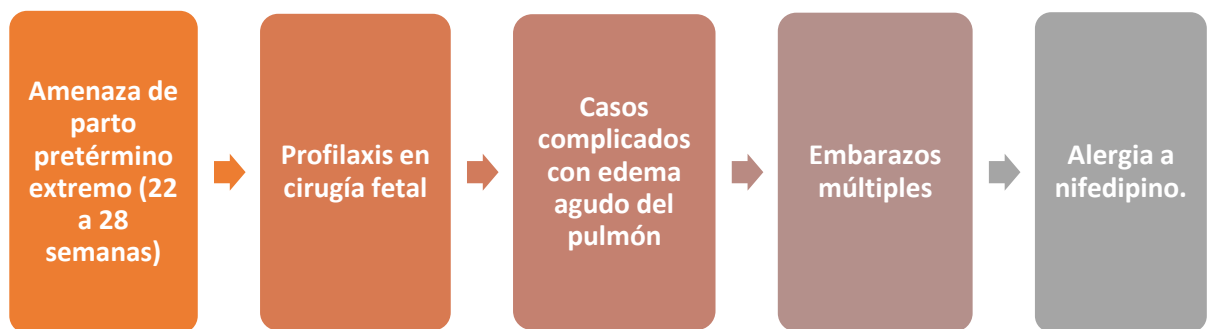 Amenaza de
parto
pretérmino
extremo (22
a 28
semanas)
Profilaxis en
cirugía fetal
Casos
complicados
con edema
agudo del
pulmón
Embarazos
múltiples
Alergia a
nifedipino.